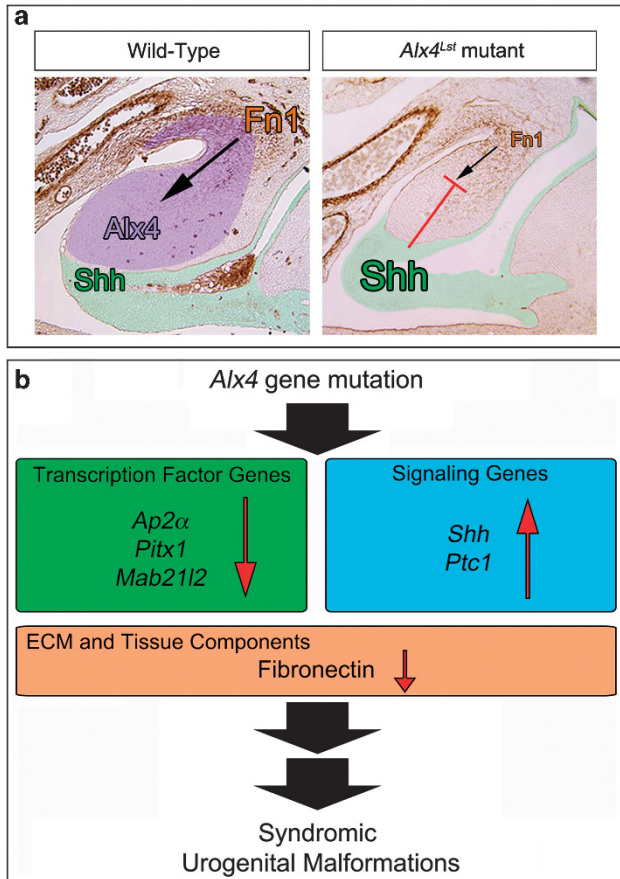 a
Wild-Type
Alx4Lst mutant
Fn1
Alx4
Shh
Fn1
Shh
b
Alx4 gene mutation
Transcription Factor Genes
Ap2α
Pitx1
Mab21l2
Signaling Genes
Shh
Ptc1
ECM and Tissue Components
Fibronectin
Syndromic
Urogenital Malformations